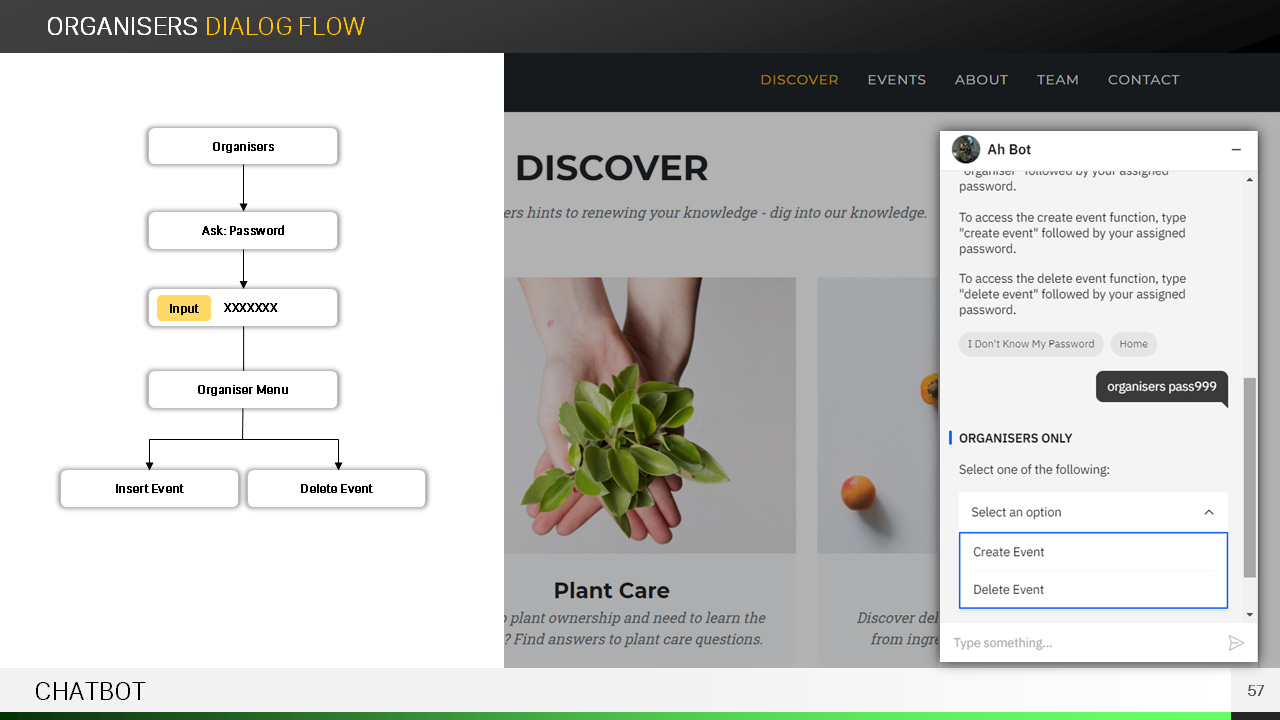 ORGANISERS DIALOG FLOW
Organisers
Ask: Password
Input XXXXXXX
Organiser Menu
Insert Event Delete Event
DISCOVER EVENTS ABOUT TEAM CONTACT
DISCOVER
ers hints to renewing your knowledge - dig into our knowledge.
Plant Care
o plant ownership and need to learn the
? Find answers to plant care questions.
Discover del
from ingre
Ah Bot
"organiser" followed by your assigned
password.
To access the create event function, type
"create event" followed by your assigned
password.
To access the delete event function, type
"delete event" followed by your assigned
password.
I Don't Know My Password Home
organisers pass999
ORGANISERS ONLY
Select one of the following:
Select an option
Create Event
Delete Event
Type something...
CHATBOT
57